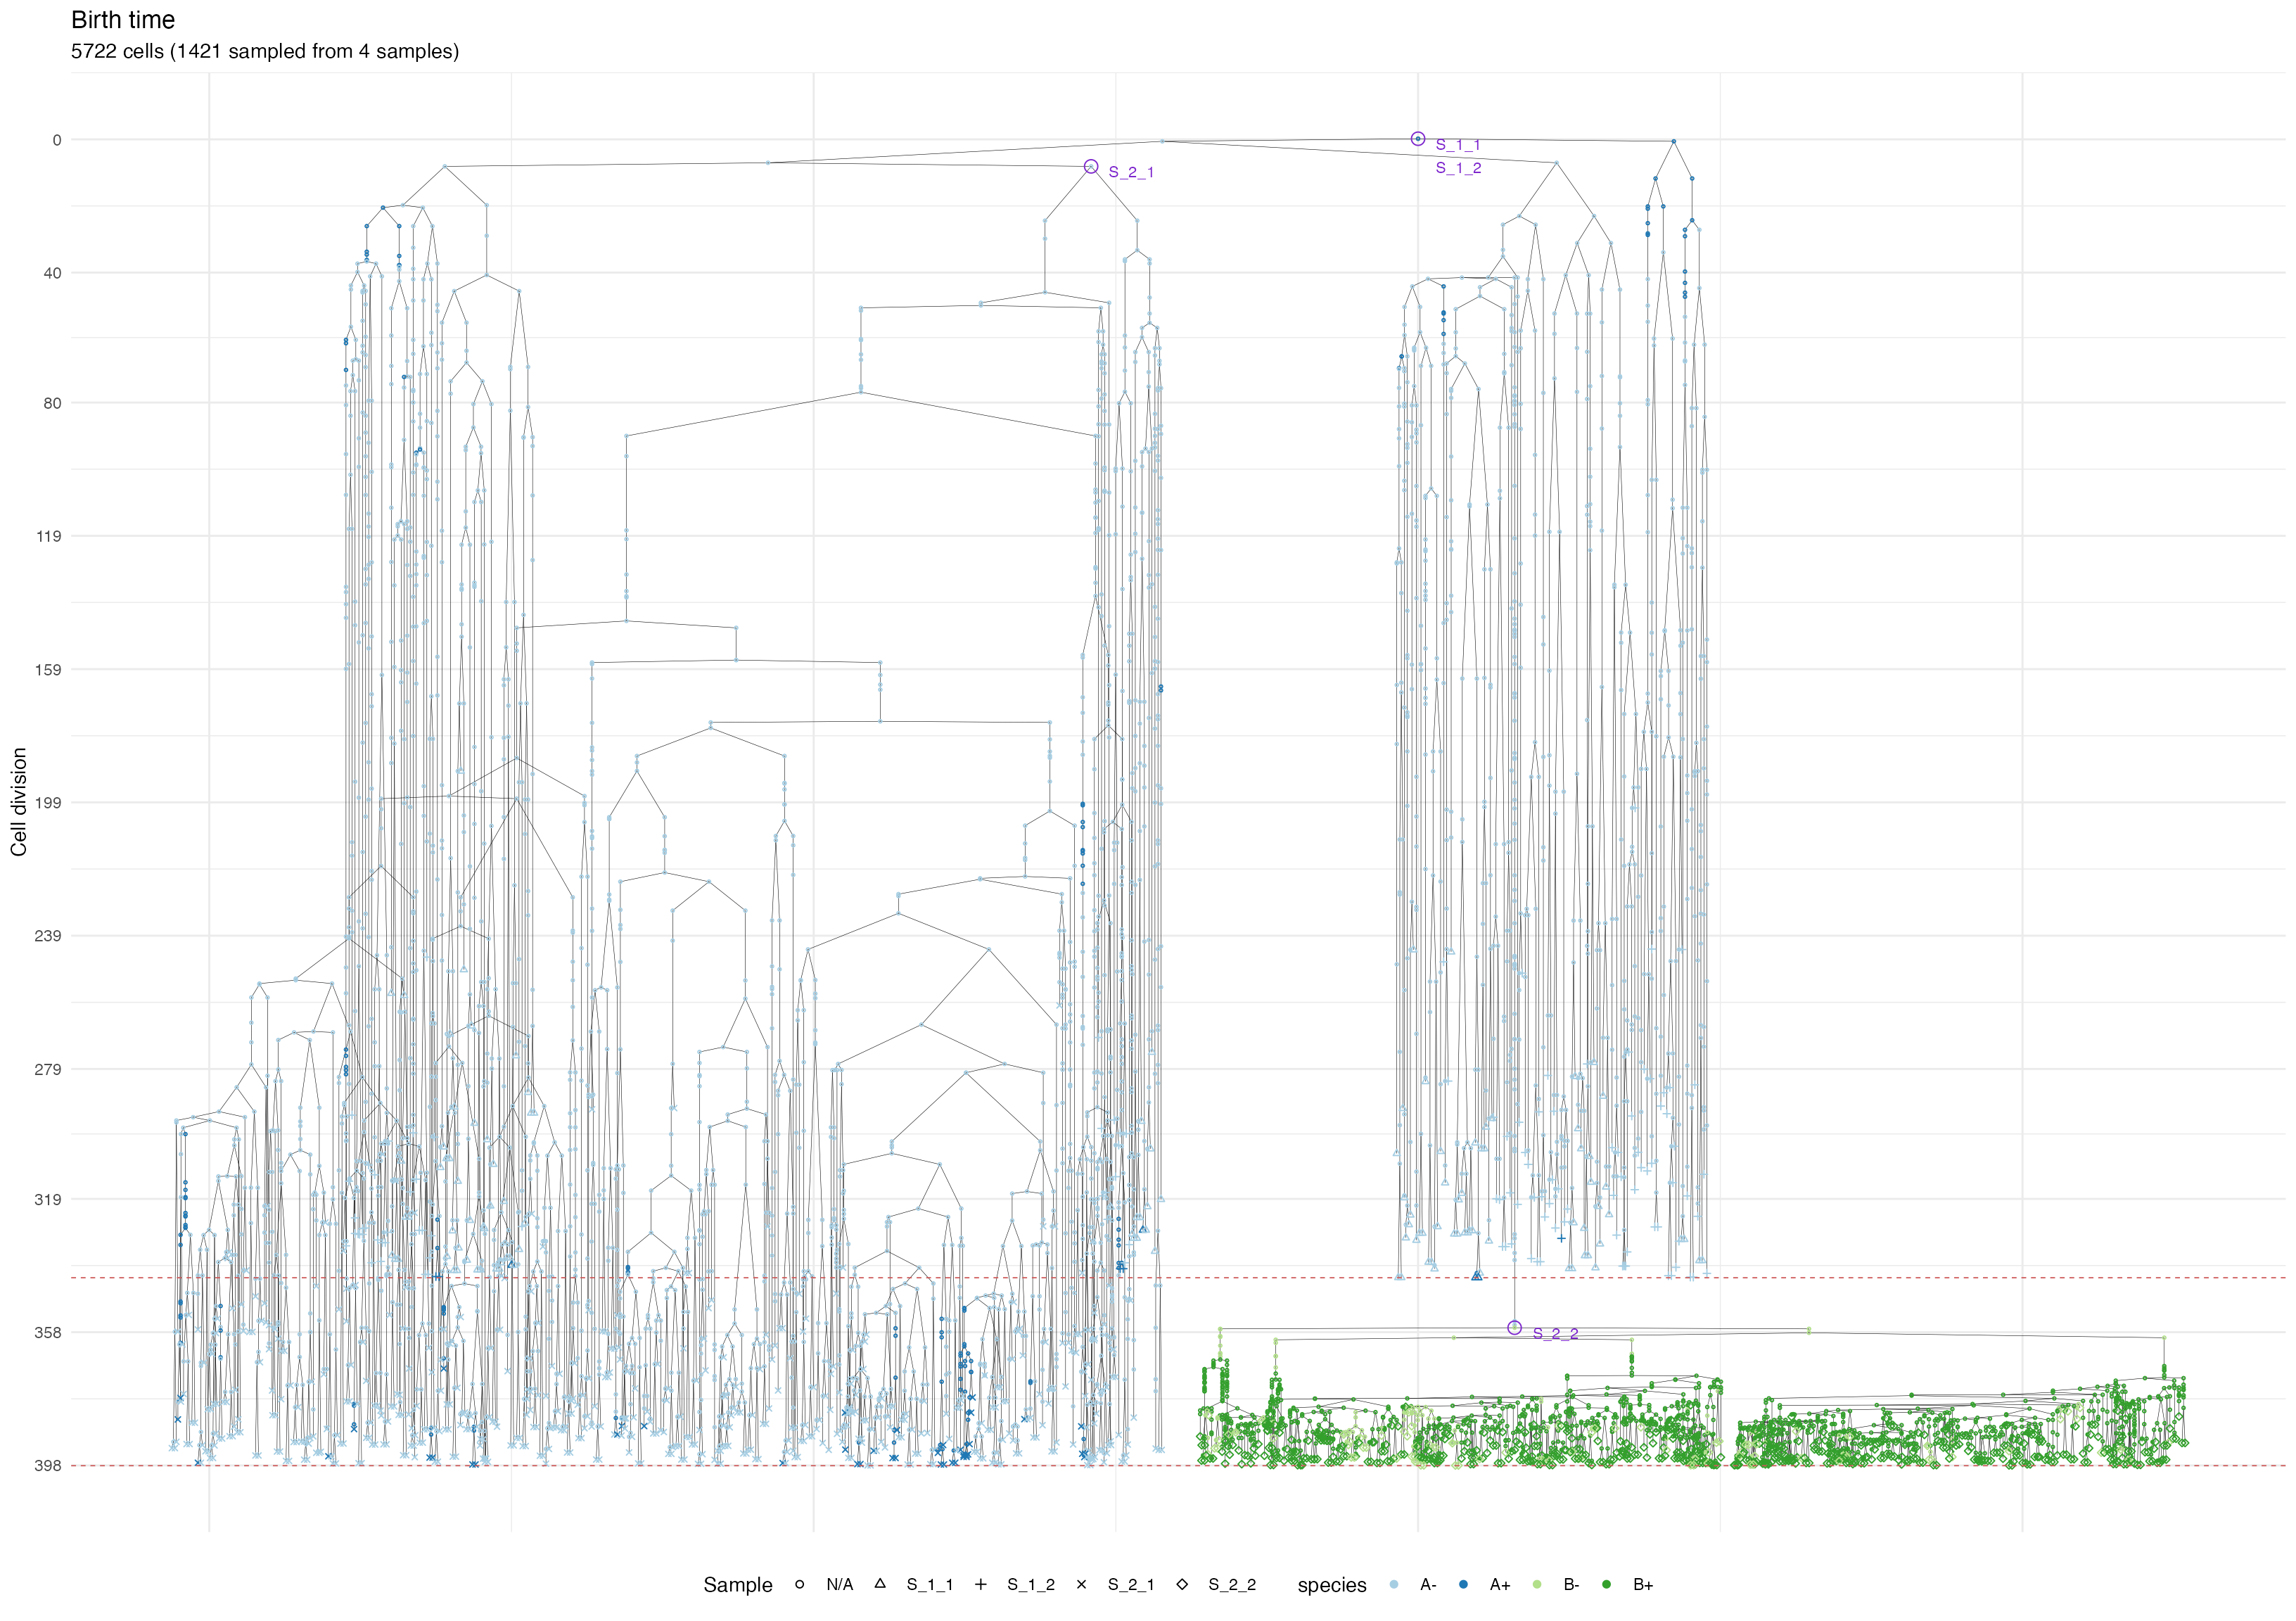 Birth time
5722 cells (1421 sampled from 4 samples)
Cell division
0
40
80
119
159
199
239
279
319
358
398
S_1_1
S_1_2
S_2_1
S_2_2
Sample N/A S_1_1 S_1_2 S_2_1 S_2_2 species A- A+ B- B+